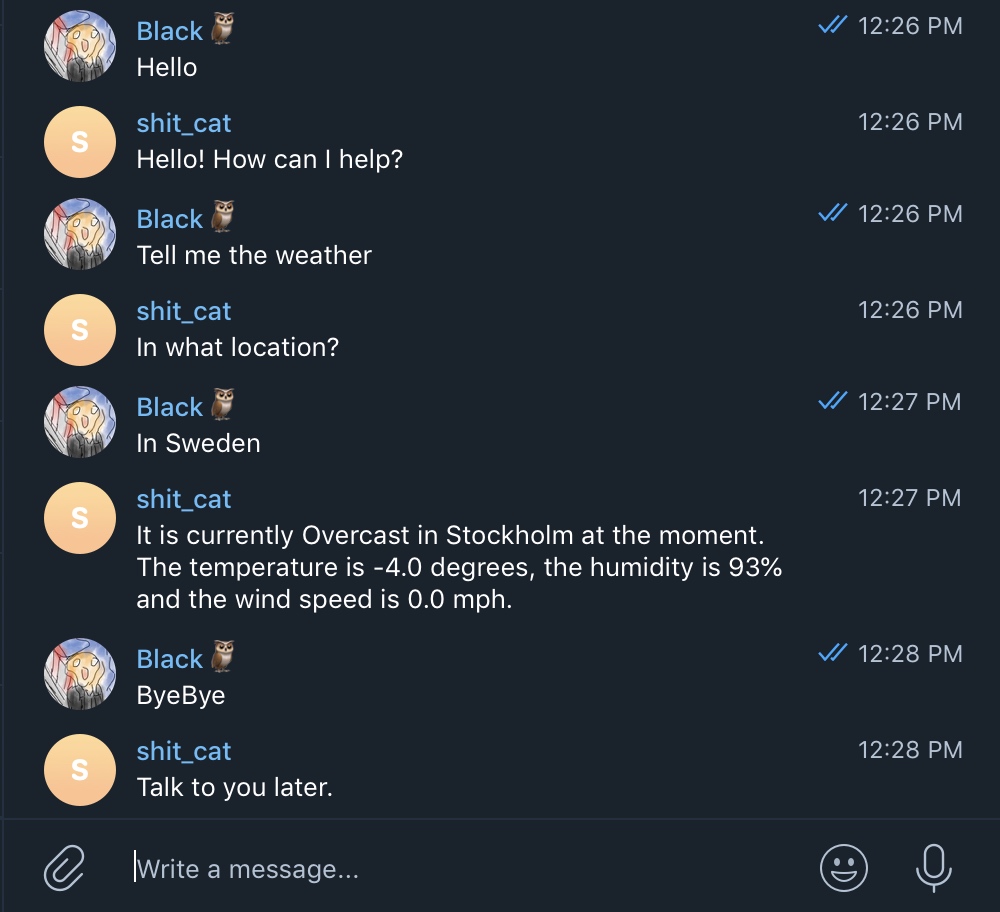 Black🦉 12:26 PM
Hello
shit_cat 12:26 PM
S
Hello! How can I help?
Black🦉 12:26 PM
Tell me the weather
shit_cat 12:26 PM
S
In what location?
Black🦉 12:27 PM
In Sweden
shit_cat 12:27 PM
S
It is currently Overcast in Stockholm at the moment.
The temperature is -4.0 degrees, the humidity is 93%
and the wind speed is 0.0 mph.
Black🦉 12:28 PM
ByeBye
shit_cat 12:28 PM
S
Talk to you later.
Write a message...